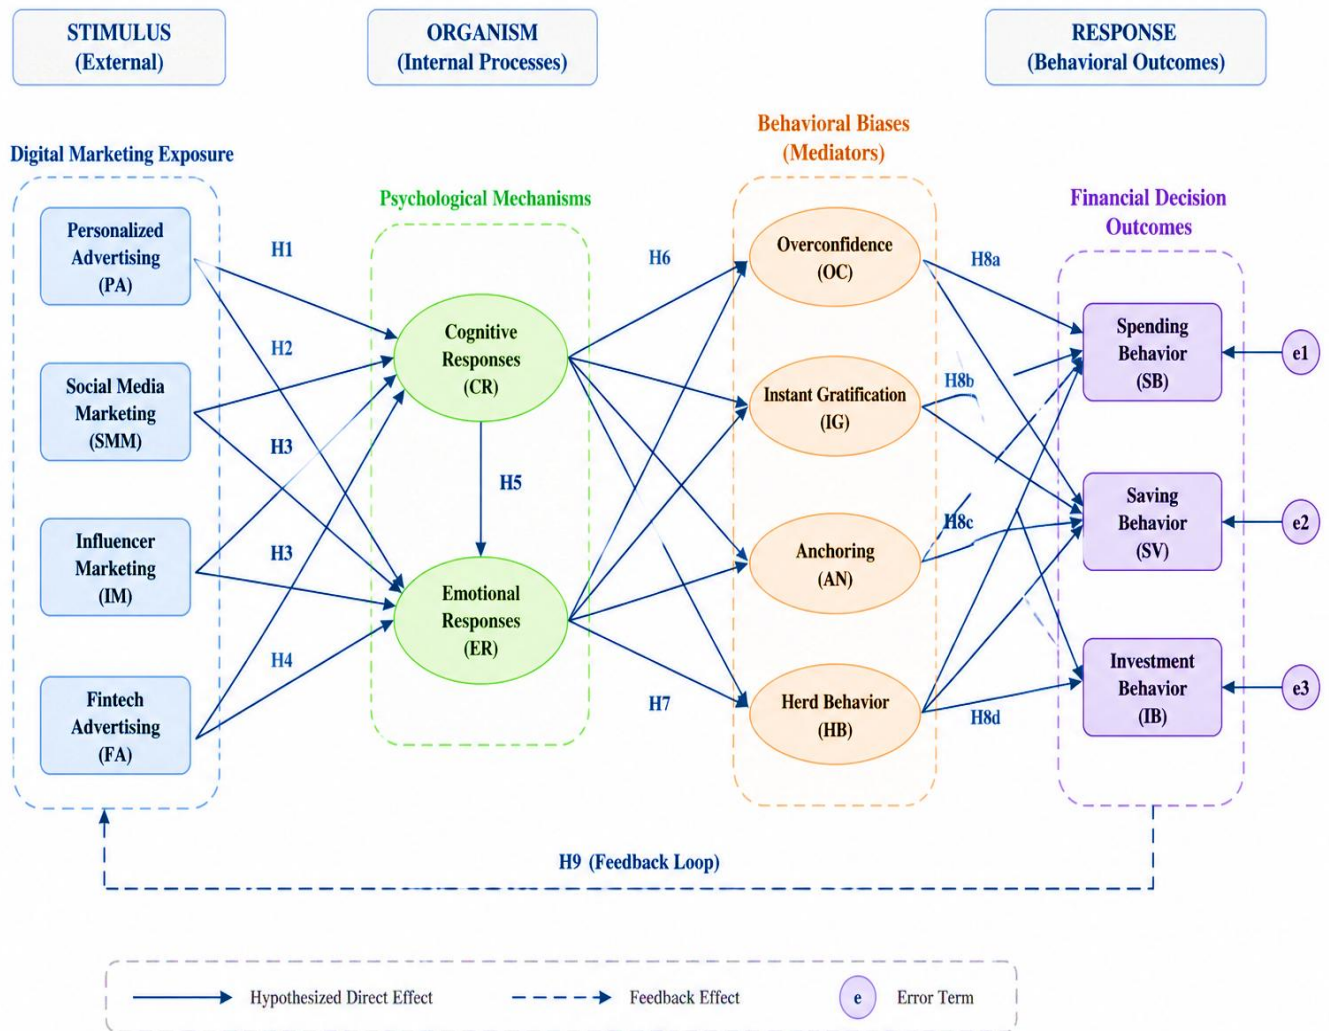 STIMULUS
(External)
ORGANISM
(Internal Processes)
RESPONSE
(Behavioral Outcomes)
Digital Marketing Exposure
Personalized
Advertising
(PA)
Social Media
Marketing
(SMM)
Influencer
Marketing
(IM)
Fintech
Advertising
(FA)
H1
H2
H3
H3
H4
Psychological Mechanisms
Cognitive
Responses
(CR)
H5
Emotional
Responses
(ER)
H6
H7
Behavioral Biases
(Mediators)
Overconfidence
(OC)
Instant Gratification
(IG)
Anchoring
(AN)
Herd Behavior
(HB)
H8a
H8b
H8c
H8d
Financial Decision
Outcomes
Spending
Behavior
(SB)
Saving
Behavior
(SV)
Investment
Behavior
(IB)
e1
e2
e3
H9 (Feedback Loop)
Hypothesized Direct Effect
Feedback Effect
e
Error Term